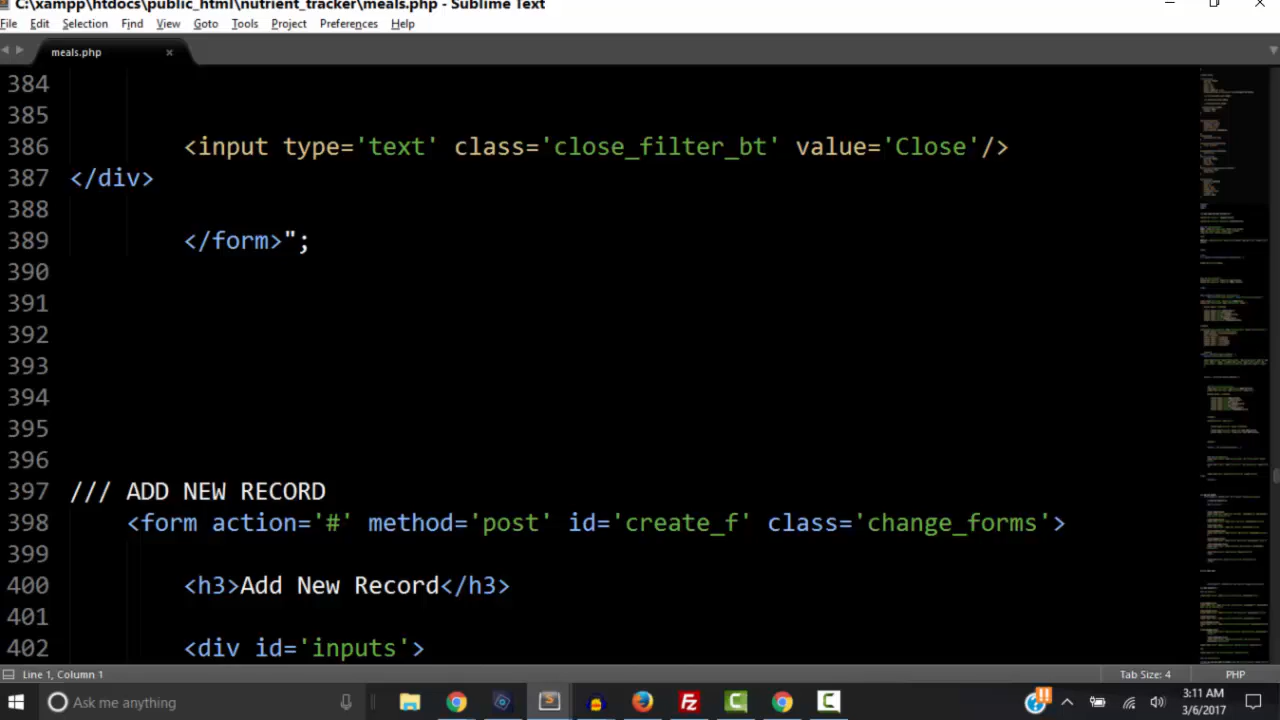 C:\xampp\htdocs\public_html\nutrient_tracker\meals.php - Sublime Text
File Edit Selection Find View Goto Tools Project Preferences Help
meals.php
384
385
386 <input type='text' class='close_filter_bt' value='Close'/>
387 </div>
388
389 </form>";
390
391
392
393
394
395
396
397 /// ADD NEW RECORD
398 <form action='#' method='post' id='create_f' class='change_forms'>
399
400 <h3>Add New Record</h3>
401
402 <div id='inputs'>
Line 1, Column 1 Tab Size: 4 PHP
Ask me anything
3:11 AM
3/6/2017